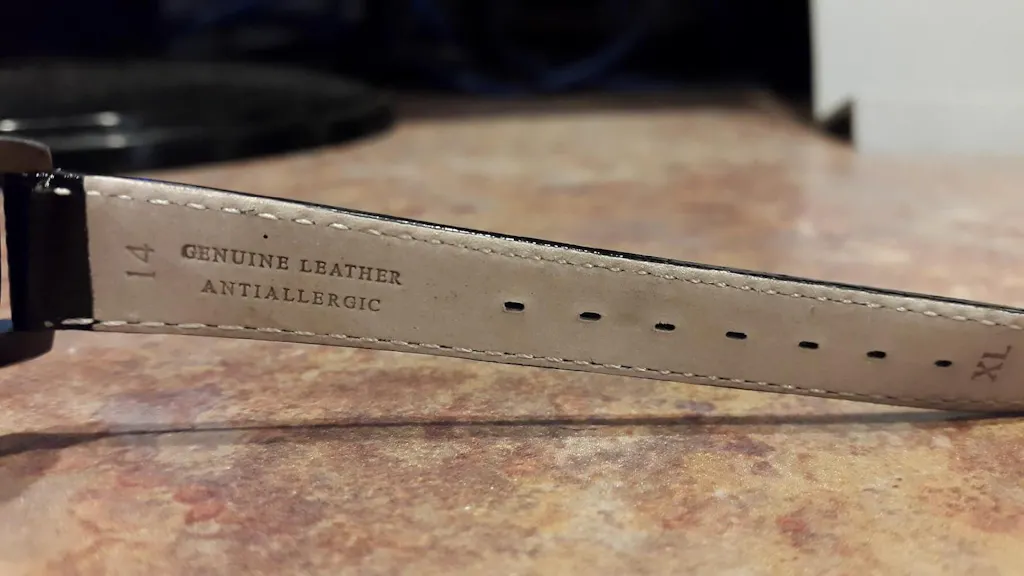 14
GENUINE LEATHER
ANTIALLERGIC
XL